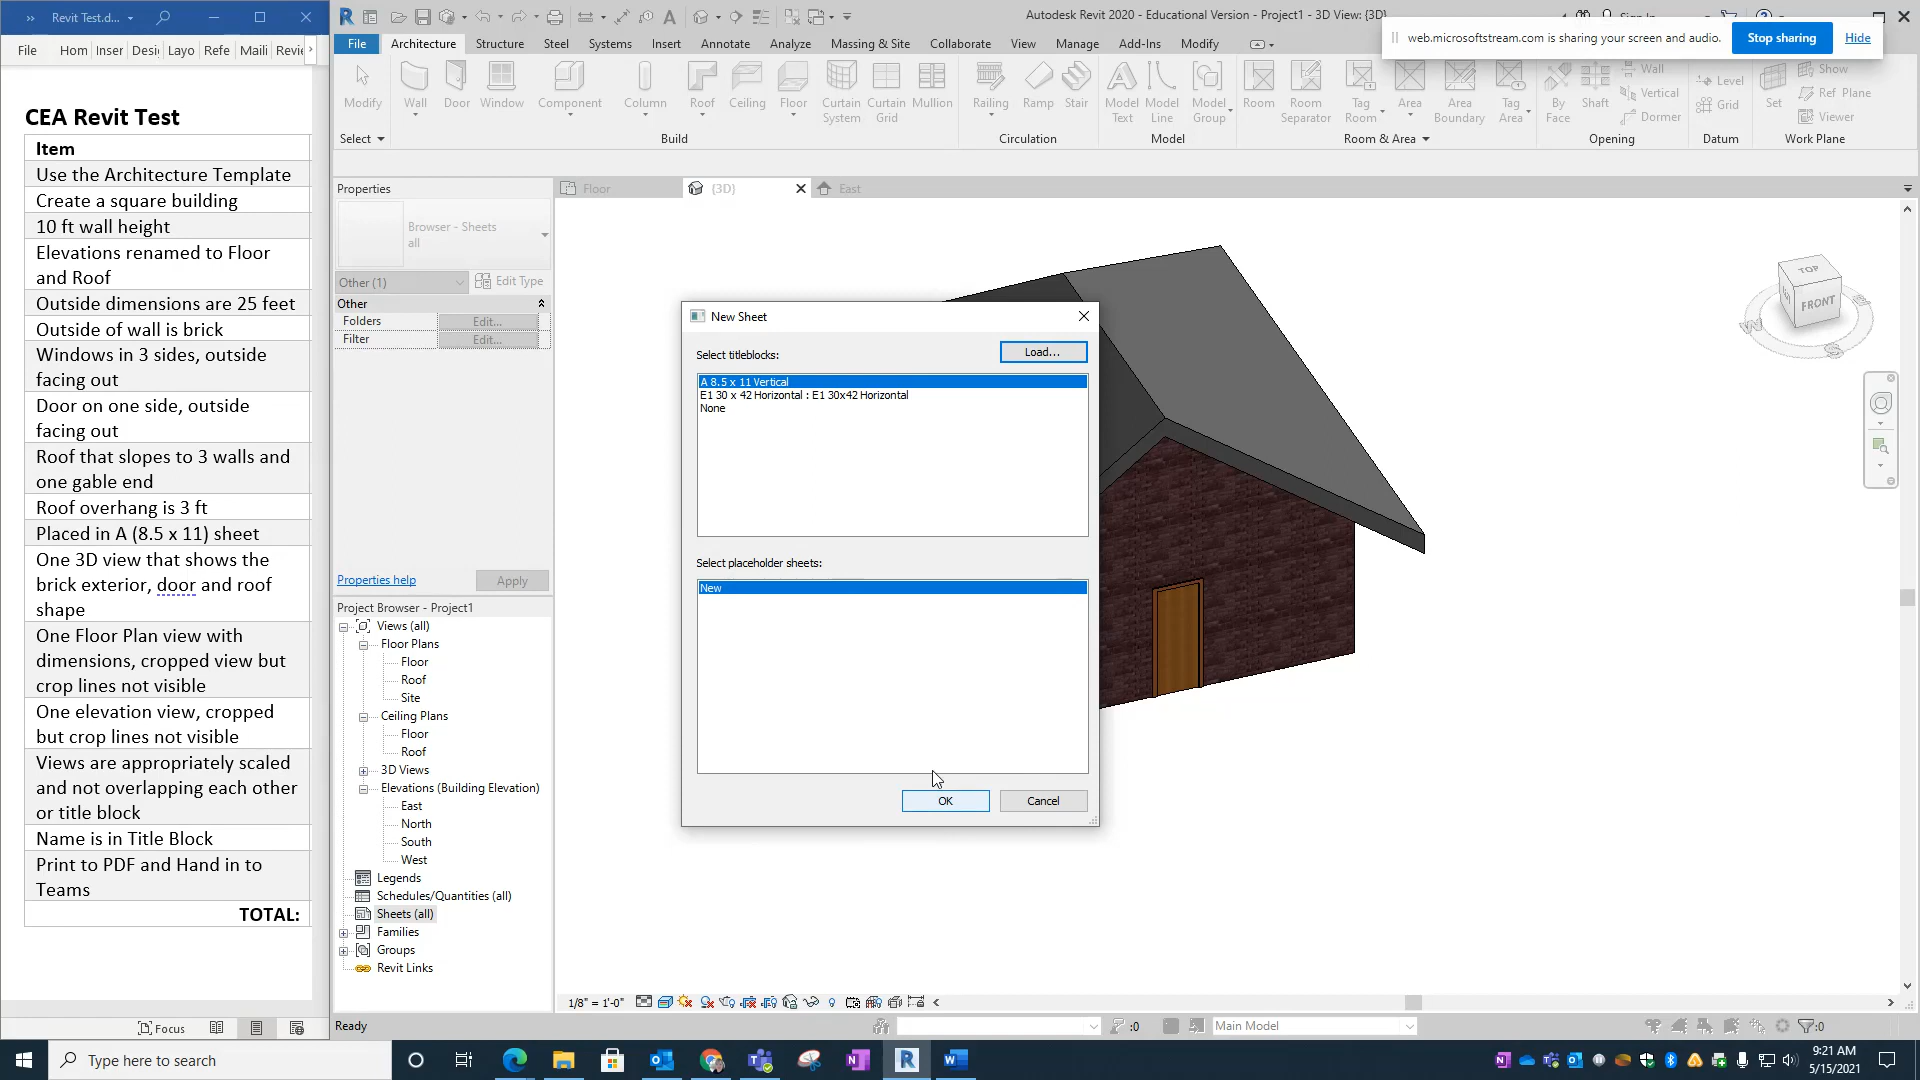 Revit Test.d...
File
Hom
Inser
Desiį
Layo
Refe
Maili
Revie
CEA Revit Test
Item
Use the Architecture Template
Create a square building
10 ft wall height
Elevations renamed to Floor
and Roof
Outside dimensions are 25 feet
Outside of wall is brick
Windows in 3 sides, outside
facing out
Door on one side, outside
facing out
Roof that slopes to 3 walls and
one gable end
Roof overhang is 3 ft
Placed in A (8.5 x 11) sheet
One 3D view that shows the
brick exterior, door and roof
shape
One Floor Plan view with
dimensions, cropped view but
crop lines not visible
One elevation view, cropped
but crop lines not visible
Views are appropriately scaled
and not overlapping each other
or title block
Name is in Title Block
Print to PDF and Hand in to
Teams
TOTAL:
Focus
Autodesk Revit 2020 - Educational Version - Project1 - 3D View: {3D}
web.microsoftstream.com is sharing your screen and audio.
Stop sharing
Hide
File
Architecture
Structure
Steel
Systems
Insert
Annotate
Analyze
Massing & Site
Collaborate
View
Manage
Add-Ins
Modify
Modify
Wall
Door
Window
Component
Column
Roof
Ceiling
Floor
Curtain System
Curtain Grid
Mullion
Railing
Ramp
Stair
Model Text
Model Line
Model Group
Room
Room Separator
Tag Room
Area
Area Boundary
Tag Area
By Face
Shaft
Wall
Vertical
Dormer
Level
Grid
Set
Show
Ref Plane
Viewer
Select
Build
Circulation
Model
Room & Area
Opening
Datum
Work Plane
Properties
Browser - Sheets
all
Other (1)
Edit Type
Other
Folders
Edit...
Filter
Edit...
Properties help
Apply
Project Browser - Project1
Views (all)
Floor Plans
Floor
Roof
Site
Ceiling Plans
Floor
Roof
3D Views
Elevations (Building Elevation)
East
North
South
West
Legends
Schedules/Quantities (all)
Sheets (all)
Families
Groups
Revit Links
Floor
{3D}
East
TOP
FRONT
W
S
New Sheet
Select titleblocks:
Load...
A 8.5 x 11 Vertical
E1 30 x 42 Horizontal : E1 30x42 Horizontal
None
Select placeholder sheets:
New
OK
Cancel
1/8" = 1'-0"
Ready
:0
Main Model
:0
Type here to search
9:21 AM
5/15/2021